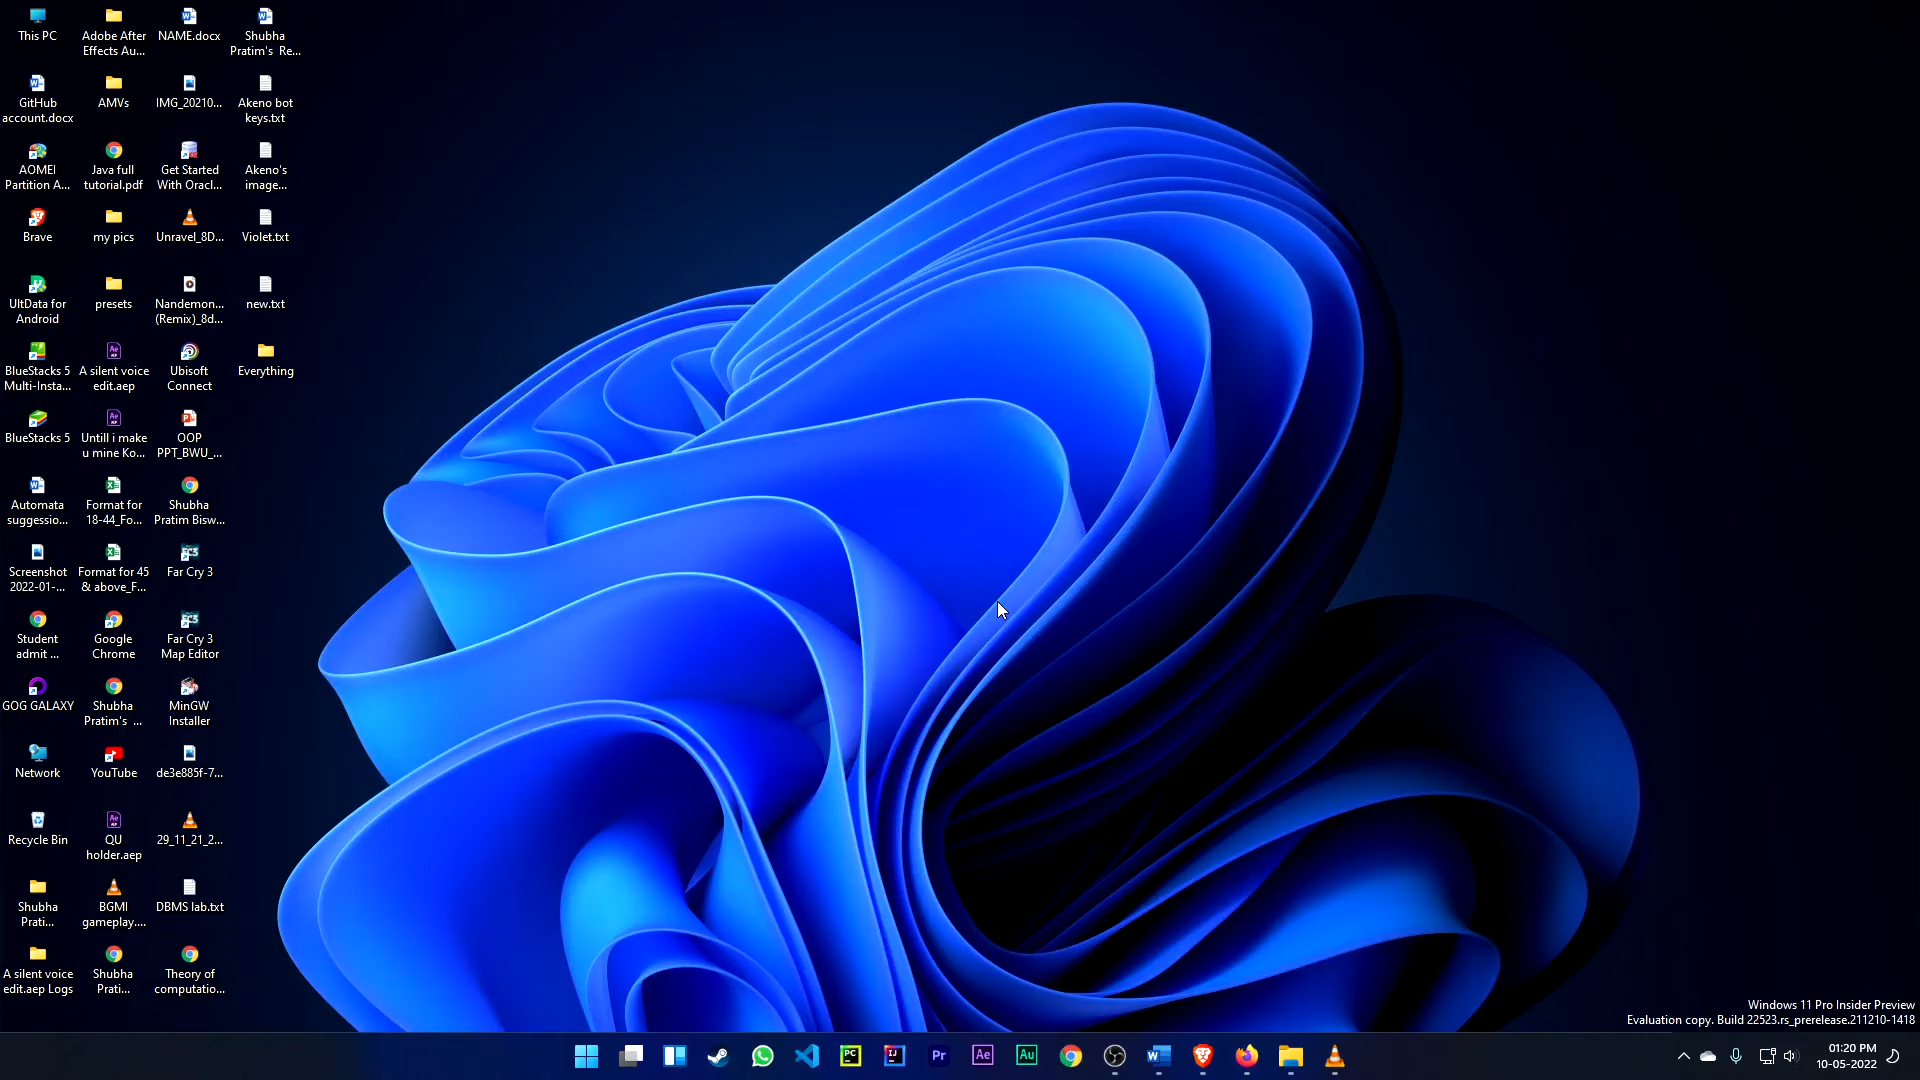 This PC
Adobe After
Effects Au...
NAME.docx
Shubha
Pratim's Re...
GitHub
account.docx
AMVs
IMG_20210...
Akeno bot
keys.txt
AOMEI
Partition A...
Java full
tutorial.pdf
Get Started
With Oracl...
Akeno's
image...
Brave
my pics
Unravel_8D...
Violet.txt
UltData for
Android
presets
Nandemon...
(Remix)_8d...
new.txt
BlueStacks 5
Multi-Insta...
A silent voice
edit.aep
Ubisoft
Connect
Everything
BlueStacks 5
Untill i make
u mine Ko...
OOP
PPT_BWU_...
Automata
suggessio...
Format for
18-44_Fo...
Shubha
Pratim Bisw...
Screenshot
2022-01-...
Format for 45
& above_F...
Far Cry 3
Student
admit ...
Google
Chrome
Far Cry 3
Map Editor
GOG GALAXY
Shubha
Pratim's ...
MinGW
Installer
Network
YouTube
de3e885f-7...
Recycle Bin
QU
holder.aep
29_11_21_2...
Shubha
Prati...
BGMI
gameplay....
DBMS lab.txt
A silent voice
edit.aep Logs
Shubha
Prati...
Theory of
computatio...
Windows 11 Pro Insider Preview
Evaluation copy. Build 22523.rs_prerelease.211210-1418
PC
IJ
Pr
Ae
Au
01:20 PM
10-05-2022